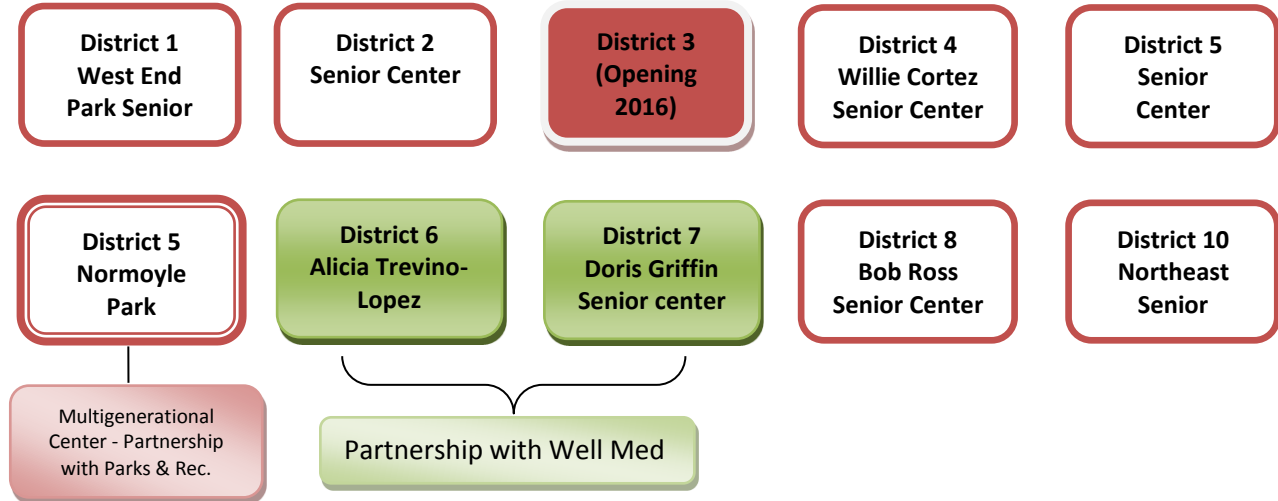 District 1
West End
Park Senior
District 2
Senior Center
District 3
(Opening
2016)
District 4
Willie Cortez
Senior Center
District 5
Senior
Center
District 5
Normoyle
Park
District 6
Alicia Trevino-
Lopez
District 7
Doris Griffin
Senior center
District 8
Bob Ross
Senior Center
District 10
Northeast
Senior
Multigenerational
Center - Partnership
with Parks & Rec.
Partnership with Well Med